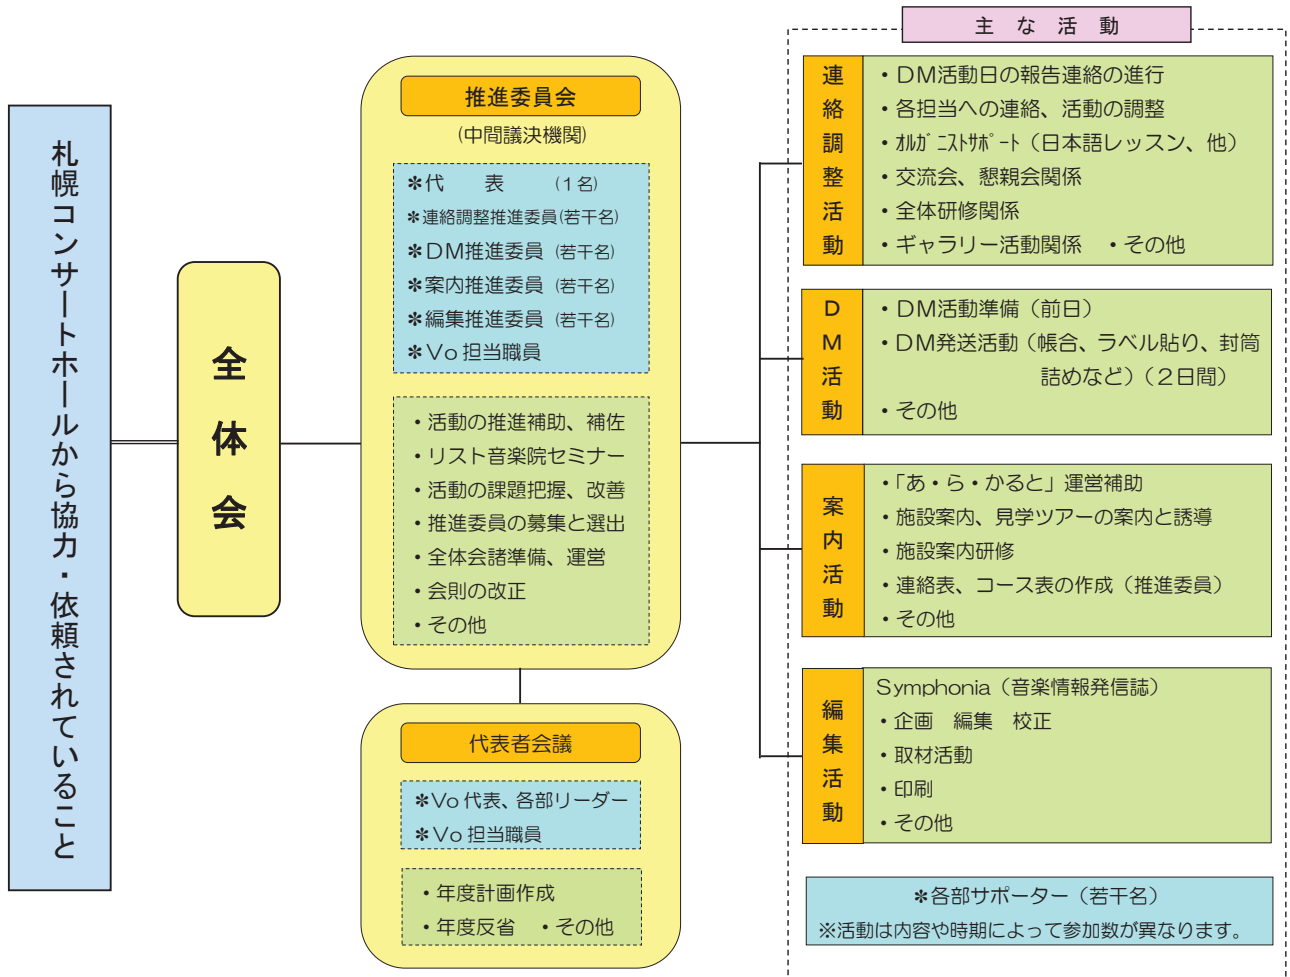 札幌コンサートホールから協力・依頼されていること
全体会
推進委員会
(中間議決機関)
＊代　表　(1名)
＊連絡調整推進委員(若干名)
＊DM推進委員 (若干名)
＊案内推進委員 (若干名)
＊編集推進委員 (若干名)
＊Vo担当職員
・活動の推進補助、補佐
・リスト音楽院セミナー
・活動の課題把握、改善
・推進委員の募集と選出
・全体会諸準備、運営
・会則の改正
・その他
代表者会議
＊Vo代表、各部リーダー
＊Vo担当職員
・年度計画作成
・年度反省　・その他
主な活動
連絡調整活動
・DM活動日の報告連絡の進行
・各担当への連絡、活動の調整
・ｵﾙｶﾞﾆｽﾄｻﾎﾟｰﾄ（日本語レッスン、他）
・交流会、懇親会関係
・全体研修関係
・ギャラリー活動関係　・その他
DM活動
・DM活動準備（前日）
・DM発送活動（帳合、ラベル貼り、封筒
詰めなど）（２日間）
・その他
案内活動
・「あ・ら・かると」運営補助
・施設案内、見学ツアーの案内と誘導
・施設案内研修
・連絡表、コース表の作成（推進委員）
・その他
編集活動
Symphonia（音楽情報発信誌）
・企画　編集　校正
・取材活動
・印刷
・その他
＊各部サポーター（若干名）
※活動は内容や時期によって参加数が異なります。